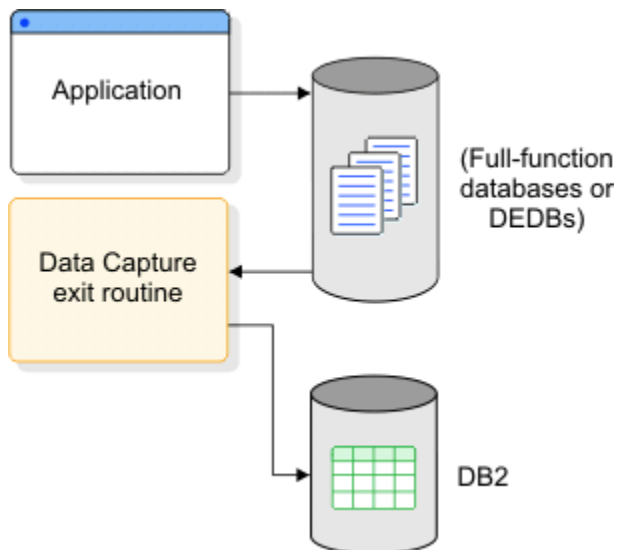 Application
(Full-function
databases or
DEDBs)
Data Capture
exit routine
DB2